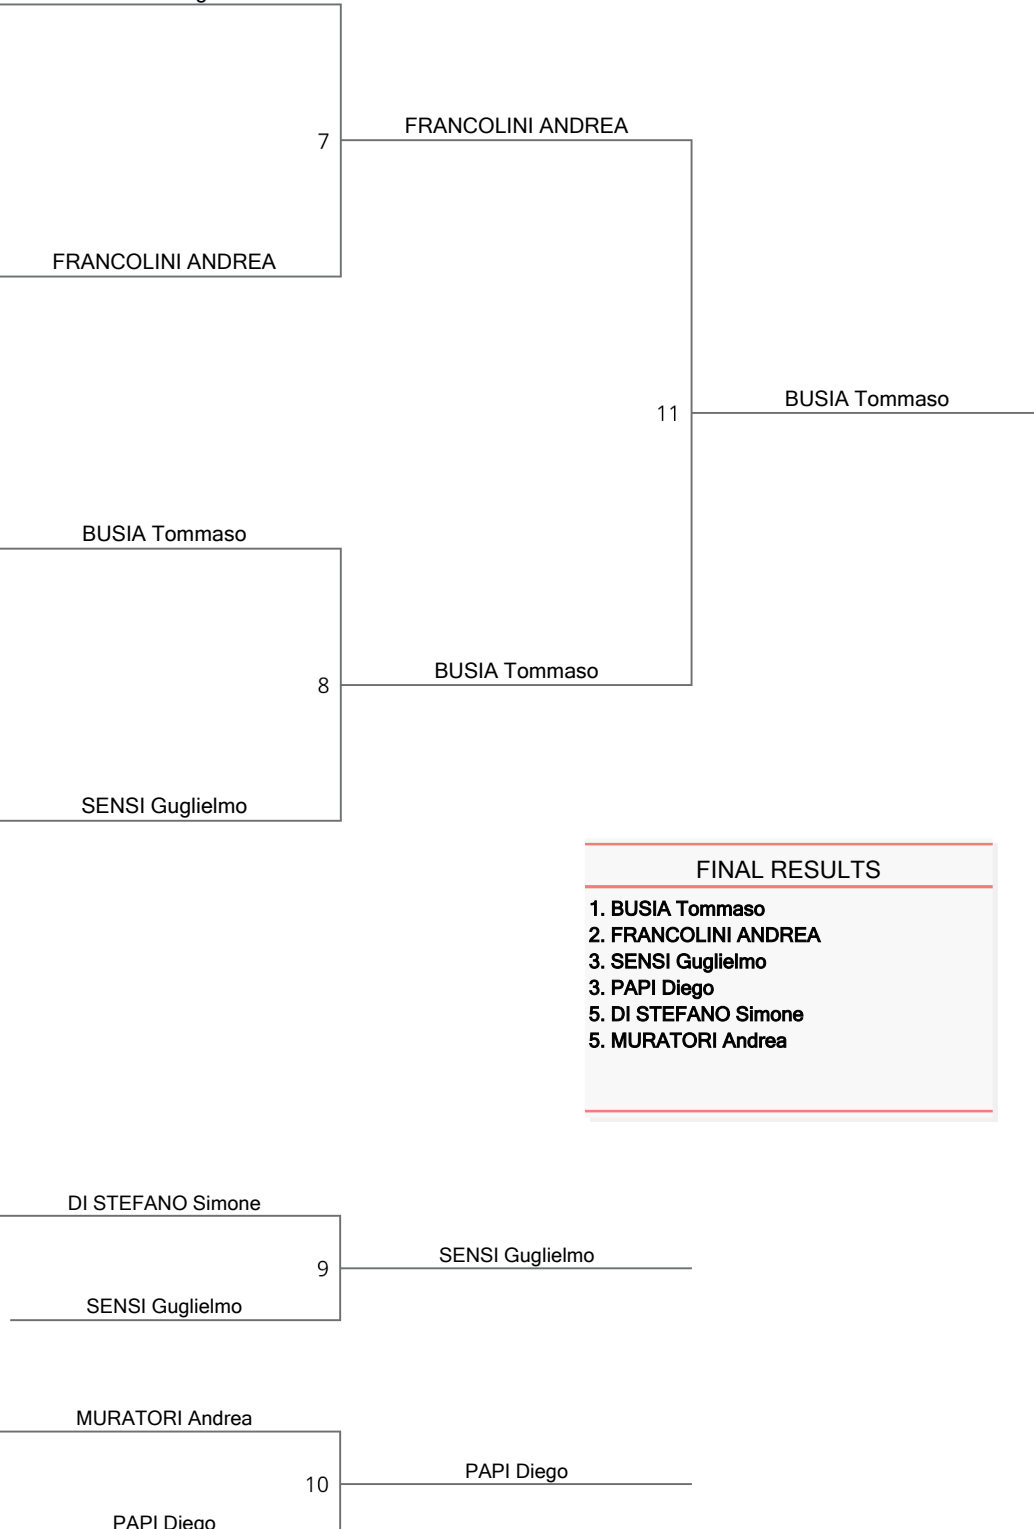 FRANCOLINI ANDREA
7
FRANCOLINI ANDREA
BUSIA Tommaso
11
BUSIA Tommaso
BUSIA Tommaso
8
SENSI Guglielmo
FINAL RESULTS
1. BUSIA Tommaso
2. FRANCOLINI ANDREA
3. SENSI Guglielmo
3. PAPI Diego
5. DI STEFANO Simone
5. MURATORI Andrea
DI STEFANO Simone
SENSI Guglielmo
9
SENSI Guglielmo
MURATORI Andrea
PAPI Diego
10
PAPI Diego